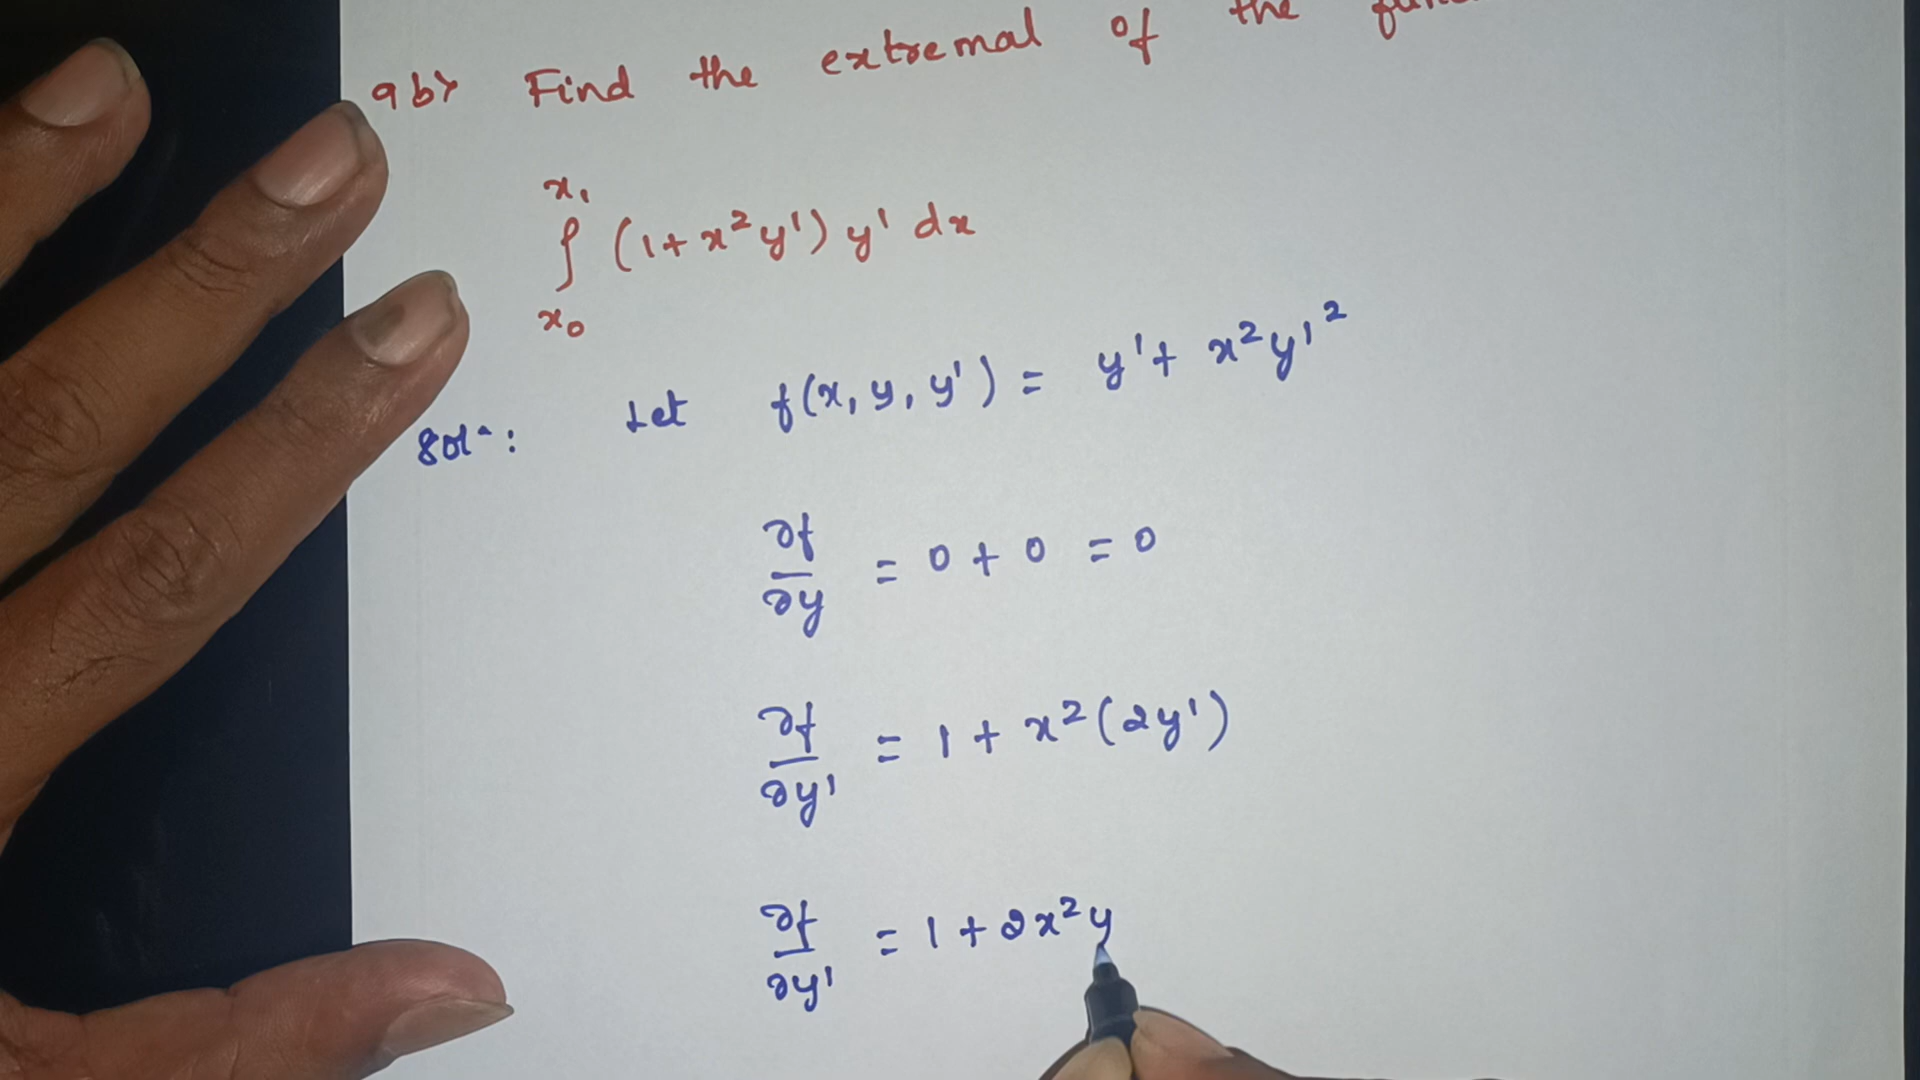 9b> Find the extremal of the
x₁
∫ (1+x²y') y' dx
x₀
Solⁿ: Let f(x, y, y') = y' + x²y'²
∂f/∂y = 0 + 0 = 0
∂f/∂y' = 1 + x²(2y')
∂f/∂y' = 1 + 2x²y